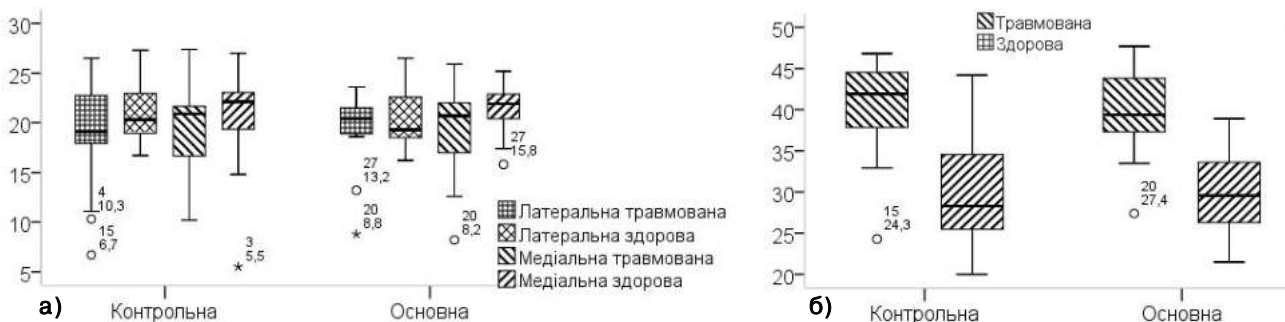 30
25
20
15
10
5
4
10,3
15
6,7
3
5,5
27
13,2
20
8,8
20
8,2
27
15,8
Латеральна травмована
Латеральна здорова
Медіальна травмована
Медіальна здорова
а)
Контрольна
Основна
50
45
40
35
30
25
20
Травмована
Здорова
15
24,3
20
27,4
б)
Контрольна
Основна